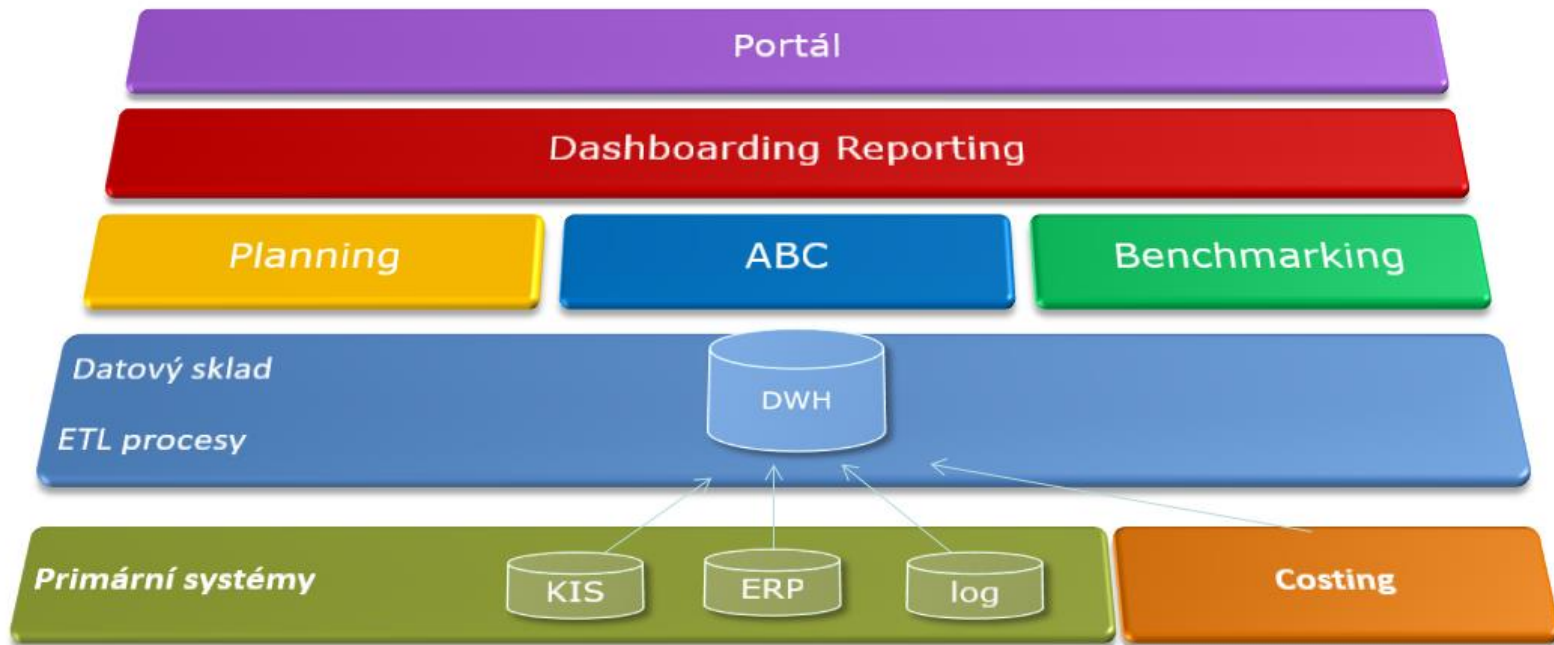 Portál
Dashboarding Reporting
Planning
ABC
Benchmarking
Datový sklad
DWH
ETL procesy
Primární systémy
KIS
ERP
log
Costing